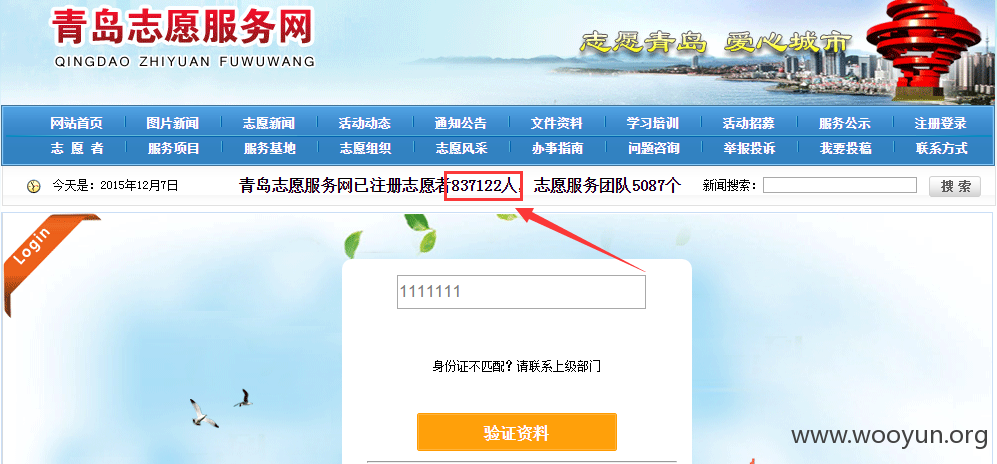 青岛志愿服务网
QINGDAO ZHIYUAN FUWUWANG
志愿青岛 爱心城市
网站首页 图片新闻 志愿新闻 活动动态 通知公告 文件资料 学习培训 活动招募 服务公示 注册登录
志 愿 者 服务项目 服务基地 志愿组织 志愿风采 办事指南 问题咨询 举报投诉 我要投稿 联系方式
今天是：2015年12月7日 青岛志愿服务网已注册志愿者837122人，志愿服务团队5087个 新闻搜索： 搜 索
Login
1111111
身份证不匹配？请联系上级部门
验证资料
www.wooyun.org